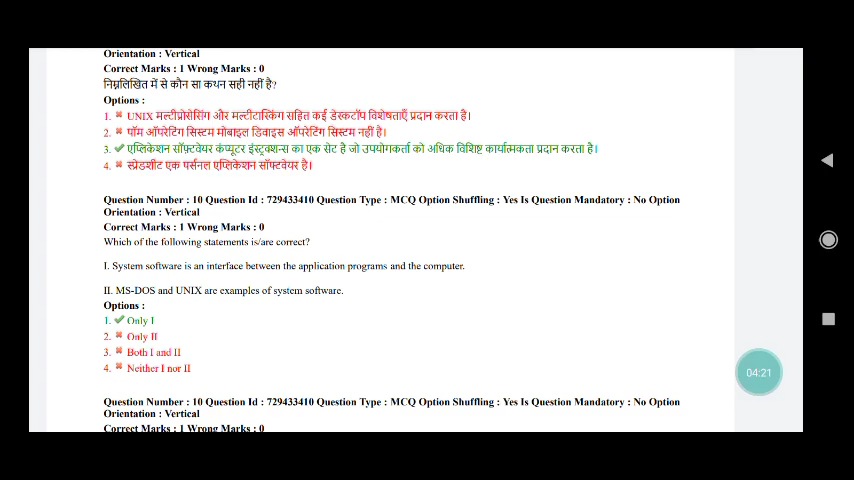 Orientation : Vertical
Correct Marks : 1 Wrong Marks : 0
निम्नलिखित में से कौन सा कथन सही नहीं है?
Options :
1. UNIX मल्टीप्रोसेसिंग और मल्टीटास्किंग सहित कई डेस्कटॉप विशेषताएँ प्रदान करता है।
2. पॉम ऑपरेटिंग सिस्टम मोबाइल डिवाइस ऑपरेटिंग सिस्टम नहीं है।
3. एप्लिकेशन सॉफ़्टवेयर कंप्यूटर इंस्ट्रक्शन्स का एक सेट है जो उपयोगकर्ता को अधिक विशिष्ट कार्यात्मकता प्रदान करता है।
4. स्प्रेडशीट एक पर्सनल एप्लिकेशन सॉफ्टवेयर है।
Question Number : 10 Question Id : 729433410 Question Type : MCQ Option Shuffling : Yes Is Question Mandatory : No Option
Orientation : Vertical
Correct Marks : 1 Wrong Marks : 0
Which of the following statements is/are correct?
I. System software is an interface between the application programs and the computer.
II. MS-DOS and UNIX are examples of system software.
Options :
1. Only I
2. Only II
3. Both I and II
4. Neither I nor II
04:21
Question Number : 10 Question Id : 729433410 Question Type : MCQ Option Shuffling : Yes Is Question Mandatory : No Option
Orientation : Vertical
Correct Marks : 1 Wrong Marks : 0